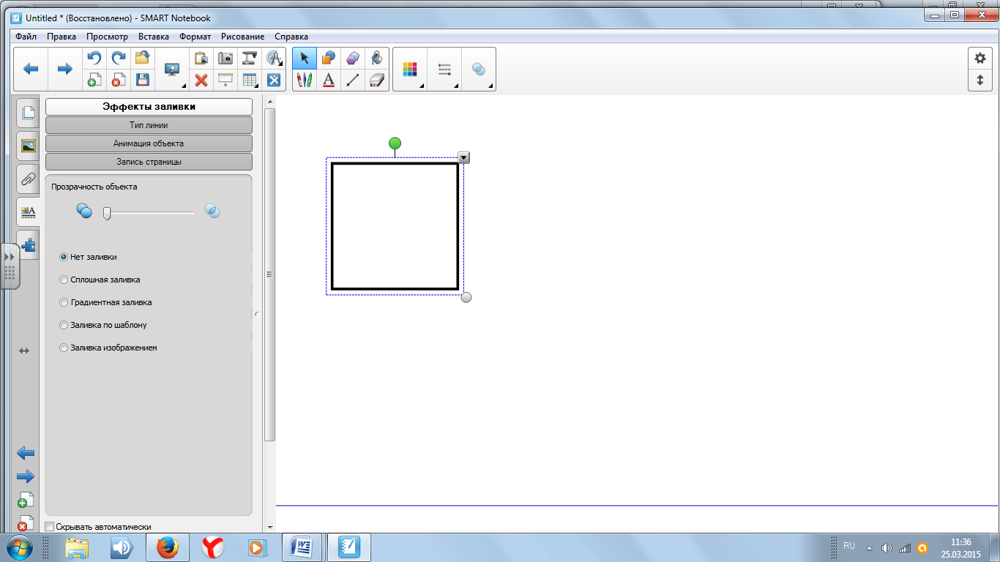 Untitled * (Восстановлено) - SMART Notebook
Файл Правка Просмотр Вставка Формат Рисование Справка
Эффекты заливки
Тип линии
Анимация объекта
Запись страницы
Прозрачность объекта
Нет заливки
Сплошная заливка
Градиентная заливка
Заливка по шаблону
Заливка изображением
Скрывать автоматически
RU
11:36
25.03.2015